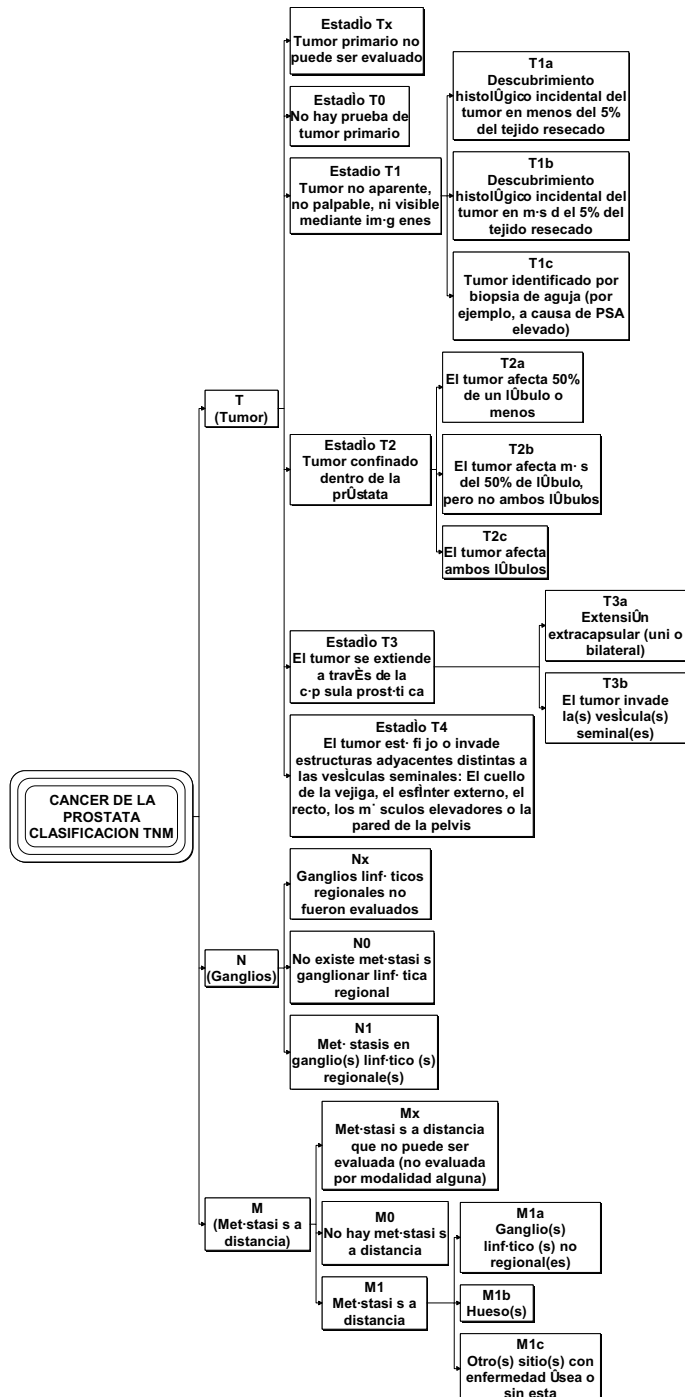 Estadìo Tx
Tumor primario no
puede ser evaluado
Estadìo T0
No hay prueba de
tumor primario
Estadio T1
Tumor no aparente,
no palpable, ni visible
mediante im·g enes
T1a
Descubrimiento
histolÛgico incidental del
tumor en menos del 5%
del tejido resecado
T1b
Descubrimiento
histolÛgico incidental del
tumor en m·s d el 5% del
tejido resecado
T1c
Tumor identificado por
biopsia de aguja (por
ejemplo, a causa de PSA
elevado)
T
(Tumor)
Estadìo T2
Tumor confinado
dentro de la
prÛstata
T2a
El tumor afecta 50%
de un lÛbulo o
menos
T2b
El tumor afecta m· s
del 50% de lÛbulo,
pero no ambos lÛbulos
T2c
El tumor afecta
ambos lÛbulos
Estadìo T3
El tumor se extiende
a travÈs de la
c·p sula prost·ti ca
T3a
ExtensiÛn
extracapsular (uni o
bilateral)
T3b
El tumor invade
la(s) vesìcula(s)
seminal(es)
Estadìo T4
El tumor est· fi jo o invade
estructuras adyacentes distintas a
las vesìculas seminales: El cuello
de la vejiga, el esfìnter externo, el
recto, los m˙ sculos elevadores o la
pared de la pelvis
CANCER DE LA
PROSTATA
CLASIFICACION TNM
N
(Ganglios)
Nx
Ganglios linf· ticos
regionales no
fueron evaluados
N0
No existe met·stasi s
ganglionar linf· tica
regional
N1
Met· stasis en
ganglio(s) linf·tico (s)
regionale(s)
M
(Met·stasi s a
distancia)
Mx
Met·stasi s a distancia
que no puede ser
evaluada (no evaluada
por modalidad alguna)
M0
No hay met·stasi s
a distancia
M1
Met·stasi s a
distancia
M1a
Ganglio(s)
linf·tico (s) no
regional(es)
M1b
Hueso(s)
M1c
Otro(s) sitio(s) con
enfermedad Ûsea o
sin esta